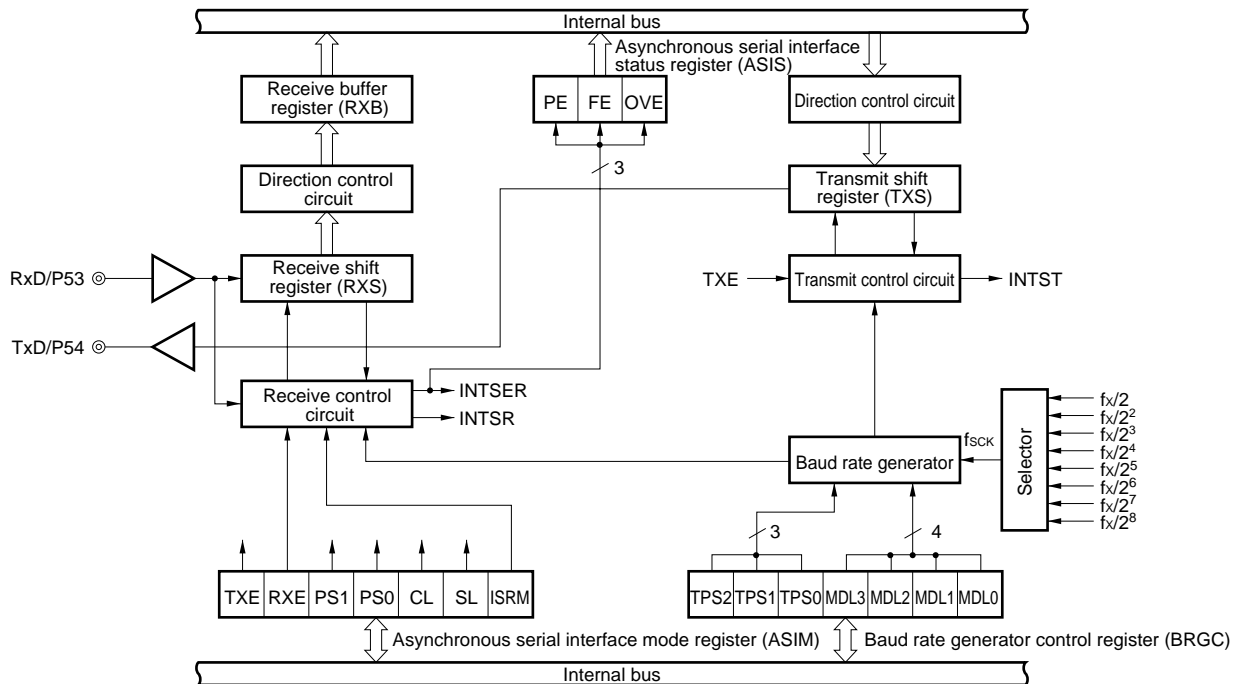 Internal bus
Asynchronous serial interface
status register (ASIS)
Receive buffer
register (RXB)
PE FE OVE
Direction control circuit
3
Direction control
circuit
Transmit shift
register (TXS)
RxD/P53
Receive shift
register (RXS)
TXE
Transmit control circuit
INTST
TxD/P54
Receive control
circuit
INTSER
INTSR
fX/2
fX/2²
fX/2³
fX/2⁴
fX/2⁵
fX/2⁶
fX/2⁷
fX/2⁸
Selector
fSCK
Baud rate generator
3
4
TXE RXE PS1 PS0 CL SL ISRM
TPS2 TPS1 TPS0 MDL3 MDL2 MDL1 MDL0
Asynchronous serial interface mode register (ASIM)
Baud rate generator control register (BRGC)
Internal bus